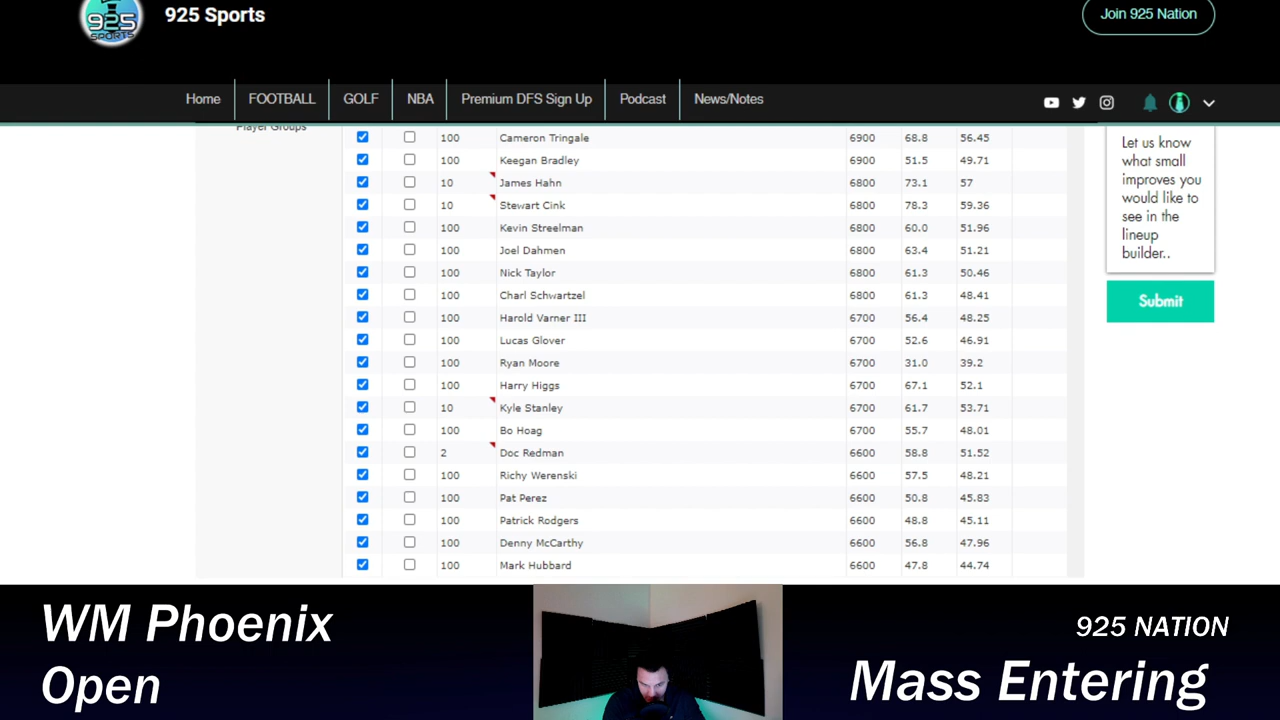 925 SPORTS
925 Sports
Join 925 Nation
Home FOOTBALL GOLF NBA Premium DFS Sign Up Podcast News/Notes
Player Groups
100 Cameron Tringale 6900 68.8 56.45
100 Keegan Bradley 6900 51.5 49.71
10 James Hahn 6800 73.1 57
10 Stewart Cink 6800 78.3 59.36
100 Kevin Streelman 6800 60.0 51.96
100 Joel Dahmen 6800 63.4 51.21
100 Nick Taylor 6800 61.3 50.46
100 Charl Schwartzel 6800 61.3 48.41
100 Harold Varner III 6700 56.4 48.25
100 Lucas Glover 6700 52.6 46.91
100 Ryan Moore 6700 31.0 39.2
100 Harry Higgs 6700 67.1 52.1
10 Kyle Stanley 6700 61.7 53.71
100 Bo Hoag 6700 55.7 48.01
2 Doc Redman 6600 58.8 51.52
100 Richy Werenski 6600 57.5 48.21
100 Pat Perez 6600 50.8 45.83
100 Patrick Rodgers 6600 48.8 45.11
100 Denny McCarthy 6600 56.8 47.96
100 Mark Hubbard 6600 47.8 44.74
Let us know
what small
improves you
would like to
see in the
lineup
builder..
Submit
WM Phoenix
Open
925 NATION
Mass Entering